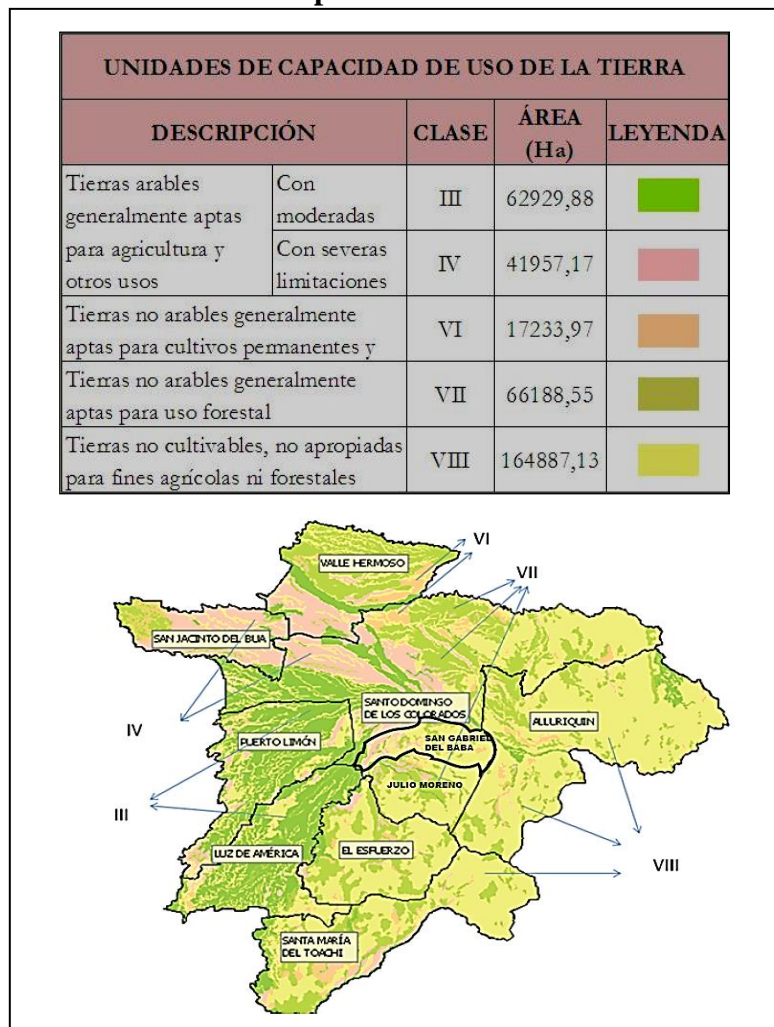 UNIDADES DE CAPACIDAD DE USO DE LA TIERRA
DESCRIPCIÓN
CLASE
ÁREA
(Ha)
LEYENDA
Tierras arables
generalmente aptas
para agricultura y
otros usos
Con
moderadas
III
62929,88
Con severas
limitaciones
IV
41957,17
Tierras no arables generalmente
aptas para cultivos permanentes y
VI
17233,97
Tierras no arables generalmente
aptas para uso forestal
VII
66188,55
Tierras no cultivables, no apropiadas
para fines agrícolas ni forestales
VIII
164887,13
VI
VALLE HERMOSO
VII
SAN JACINTO DEL BUA
SANTO DOMINGO
DE LOS COLORADOS
ALLURIQUIN
IV
SAN GABRIEL
DEL BABA
PUERTO LIMÓN
JULIO MORENO
III
LUZ DE AMÉRICA
EL ESFUERZO
VIII
SANTA MARÍA
DEL TOACHI